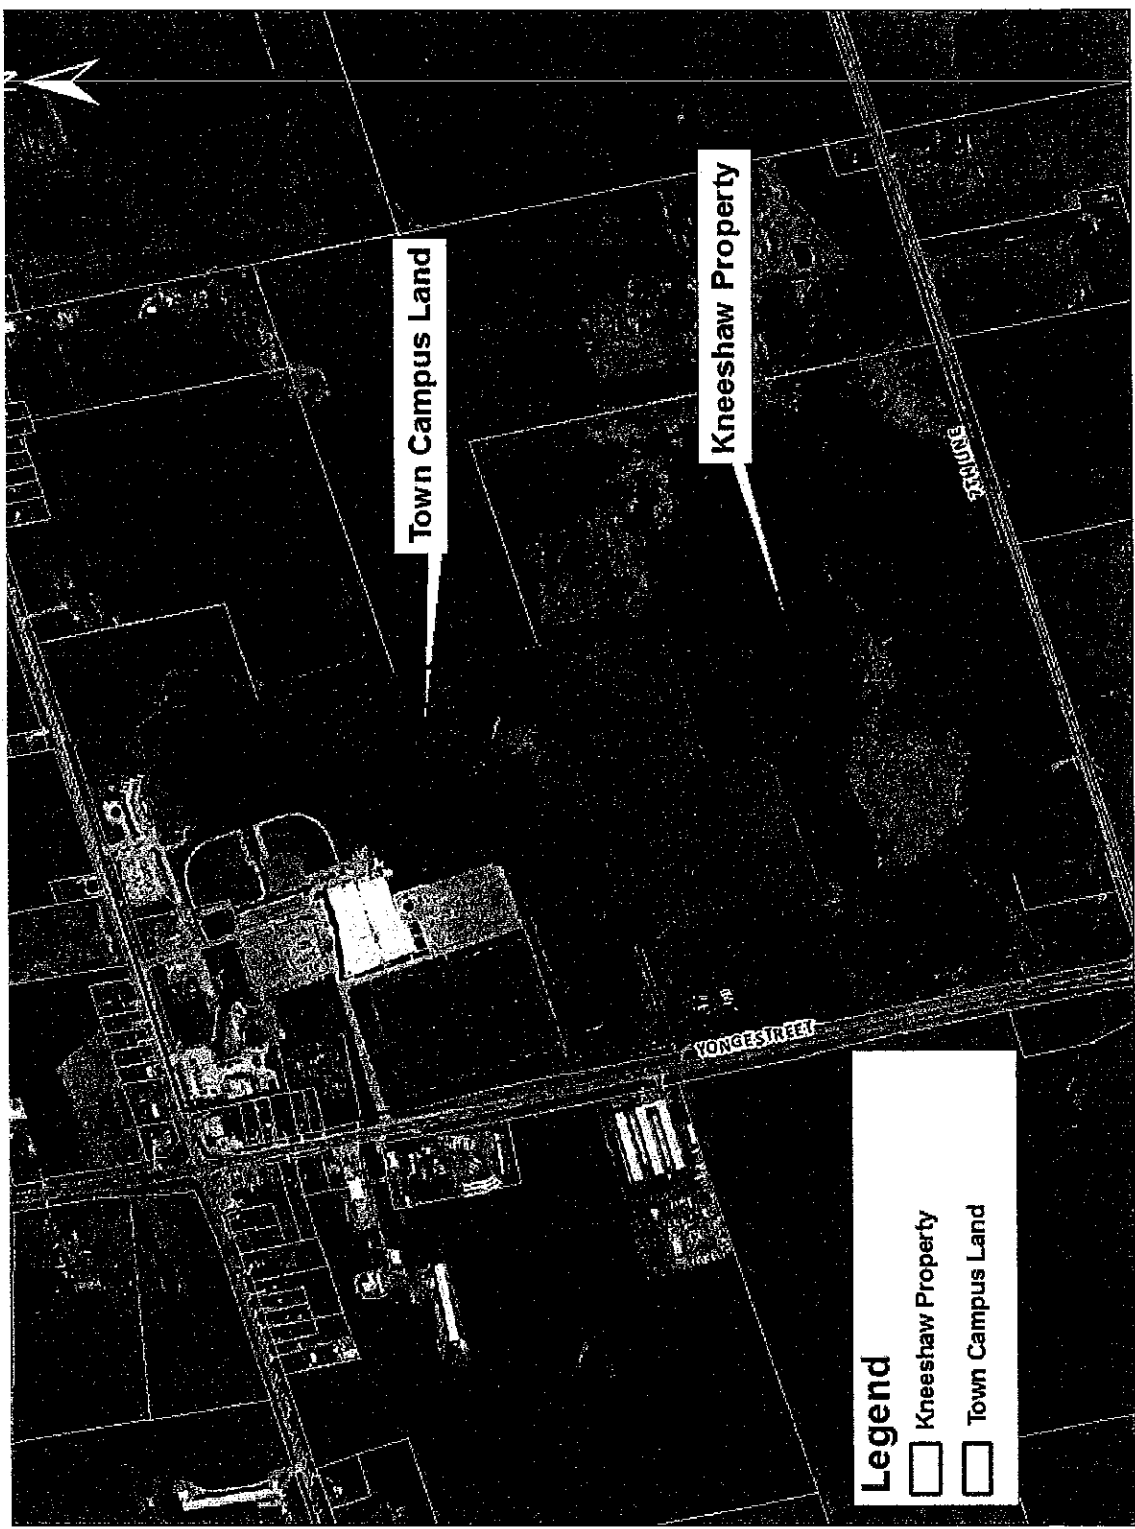 Town Campus Land
Kneeshaw Property
YONGE STREET
Legend
Kneeshaw Property
Town Campus Land